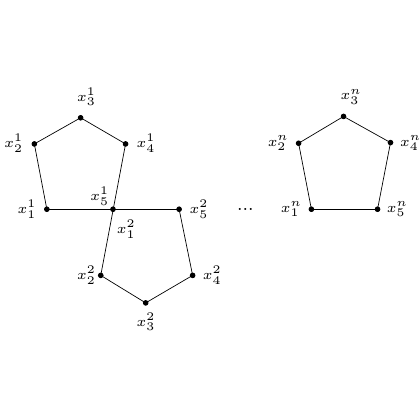 x_3^1 x_3^n
x_2^1 x_4^1 x_2^n x_4^n
x_5^1
x_1^1 x_5^2 ... x_1^n x_5^n
x_1^2
x_2^2 x_4^2
x_3^2